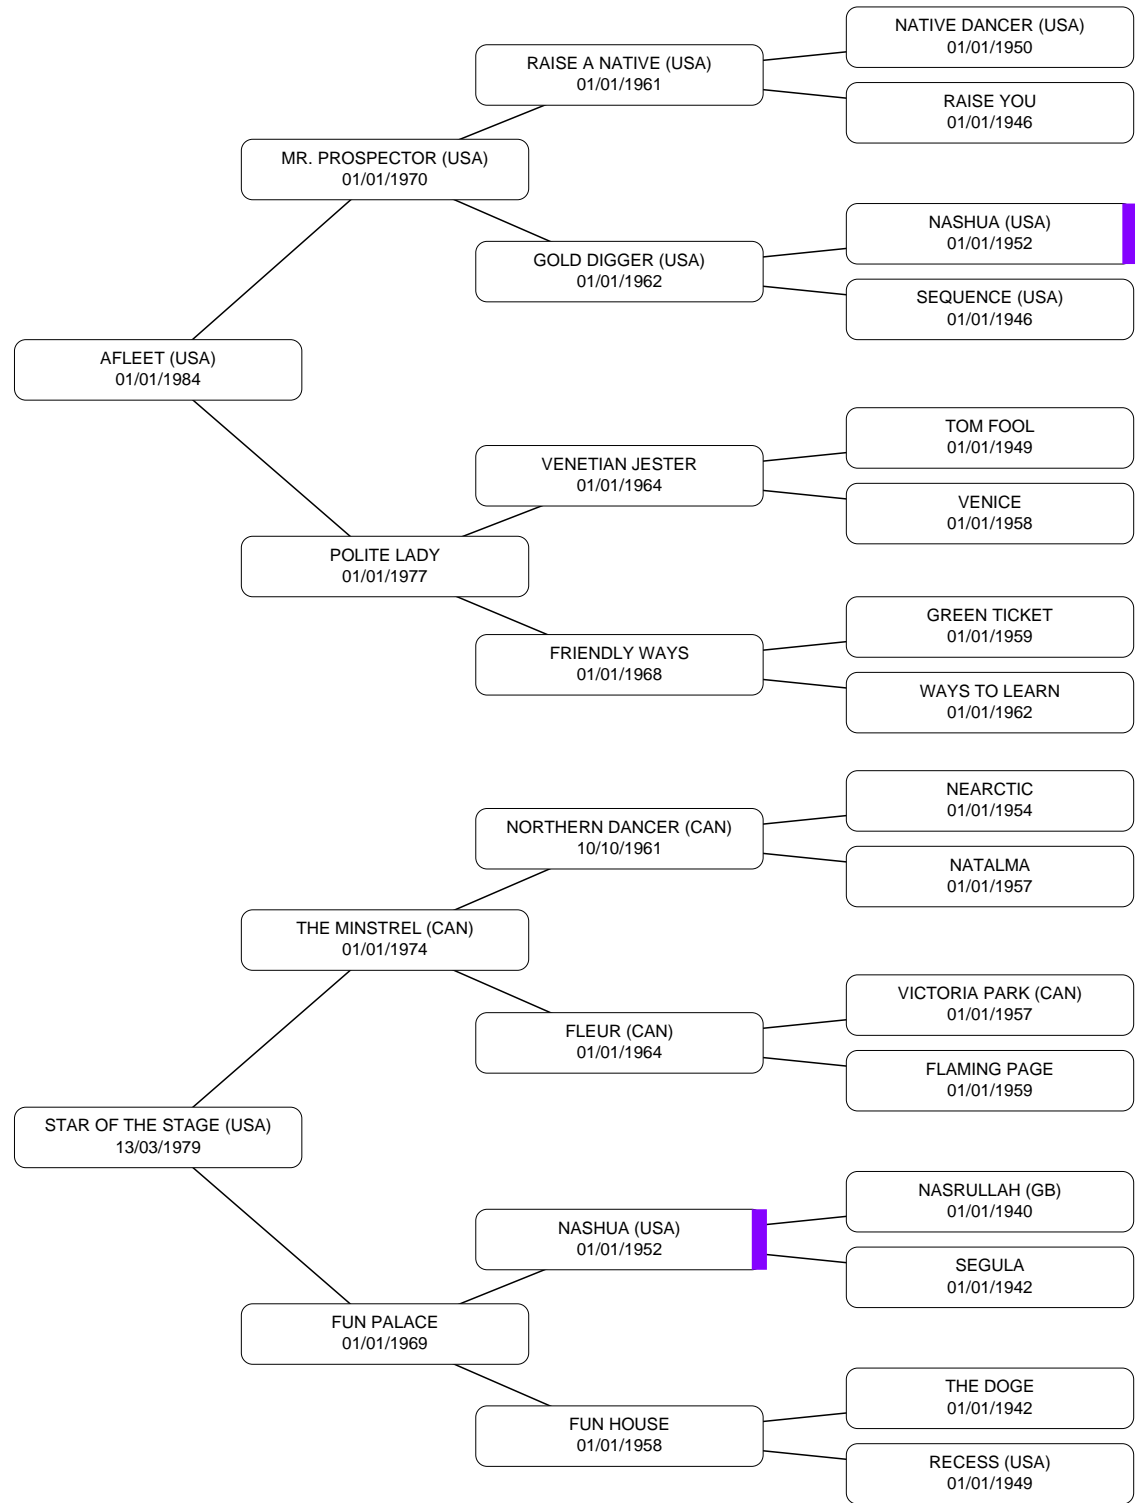 NATIVE DANCER (USA)
01/01/1950
RAISE A NATIVE (USA)
01/01/1961
RAISE YOU
01/01/1946
MR. PROSPECTOR (USA)
01/01/1970
NASHUA (USA)
01/01/1952
GOLD DIGGER (USA)
01/01/1962
SEQUENCE (USA)
01/01/1946
AFLEET (USA)
01/01/1984
TOM FOOL
01/01/1949
VENETIAN JESTER
01/01/1964
VENICE
01/01/1958
POLITE LADY
01/01/1977
GREEN TICKET
01/01/1959
FRIENDLY WAYS
01/01/1968
WAYS TO LEARN
01/01/1962
NEARCTIC
01/01/1954
NORTHERN DANCER (CAN)
10/10/1961
NATALMA
01/01/1957
THE MINSTREL (CAN)
01/01/1974
VICTORIA PARK (CAN)
01/01/1957
FLEUR (CAN)
01/01/1964
FLAMING PAGE
01/01/1959
STAR OF THE STAGE (USA)
13/03/1979
NASRULLAH (GB)
01/01/1940
NASHUA (USA)
01/01/1952
SEGULA
01/01/1942
FUN PALACE
01/01/1969
THE DOGE
01/01/1942
FUN HOUSE
01/01/1958
RECESS (USA)
01/01/1949